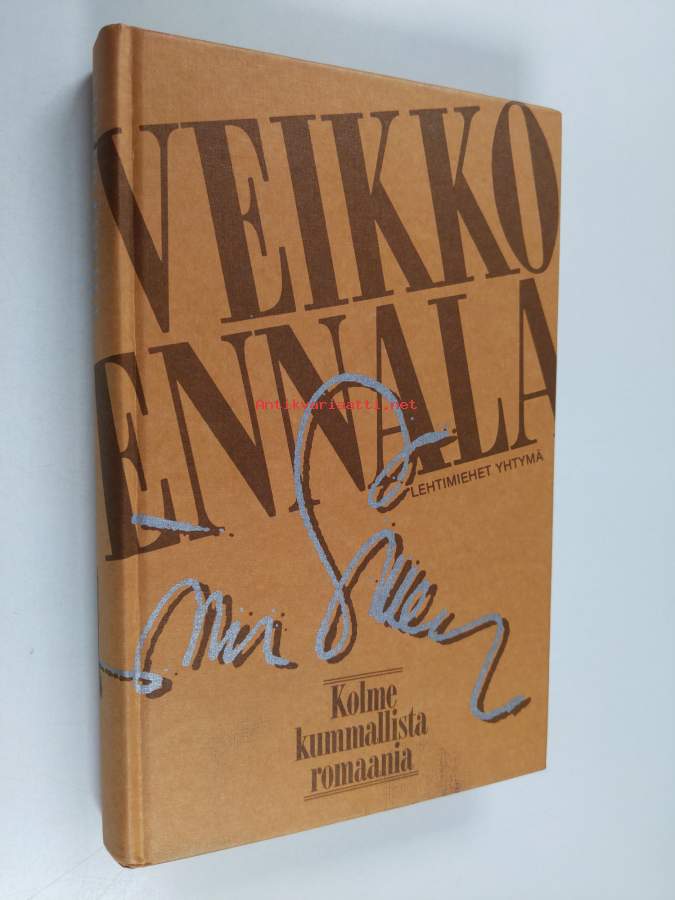 VEIKKO
ENNALA
Antikvariaatti.net
LEHTIMIEHET YHTYMÄ
Kolme
kummallista
romaania